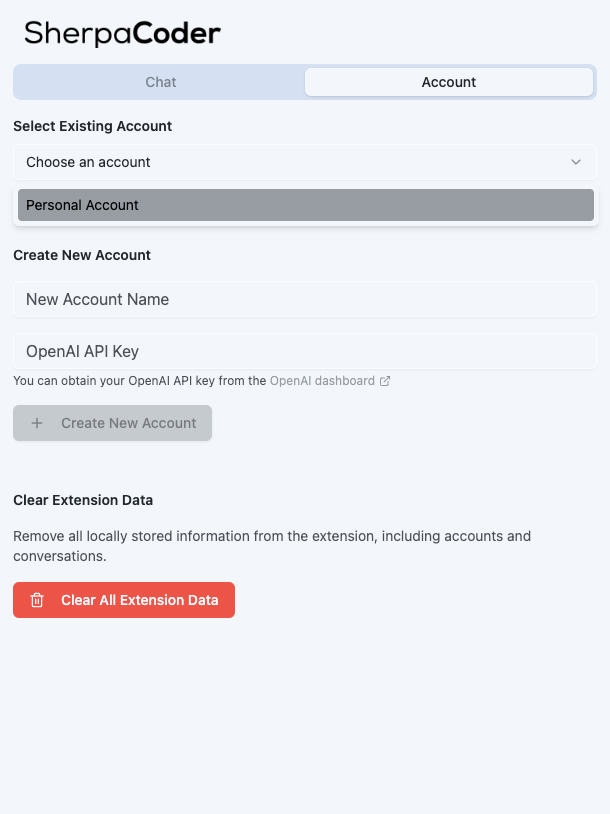 SherpaCoder
Chat
Account
Select Existing Account
Choose an account
Personal Account
Create New Account
New Account Name
OpenAI API Key
You can obtain your OpenAI API key from the OpenAI dashboard
Create New Account
Clear Extension Data
Remove all locally stored information from the extension, including accounts and
conversations.
Clear All Extension Data